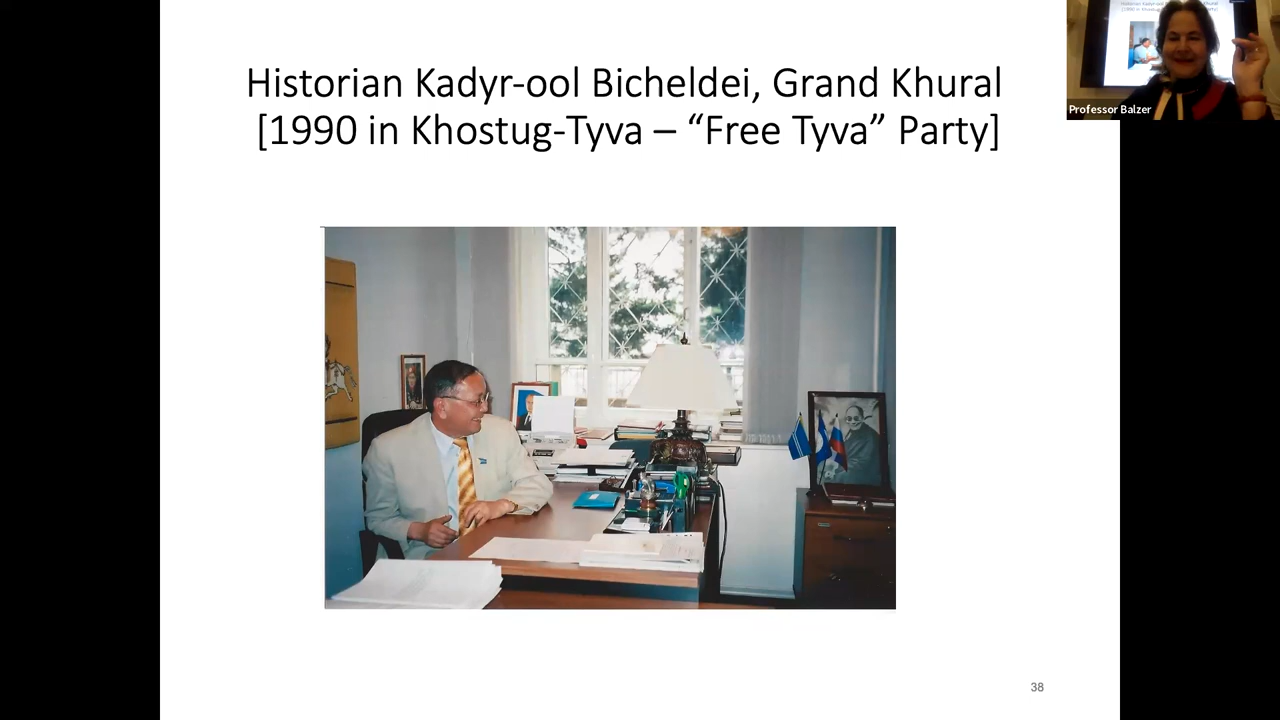 Historian Kadyr-ool Bicheldei, Grand Khural
[1990 in Khostug-Tyva – “Free Tyva” Party]
Professor Balzer
38